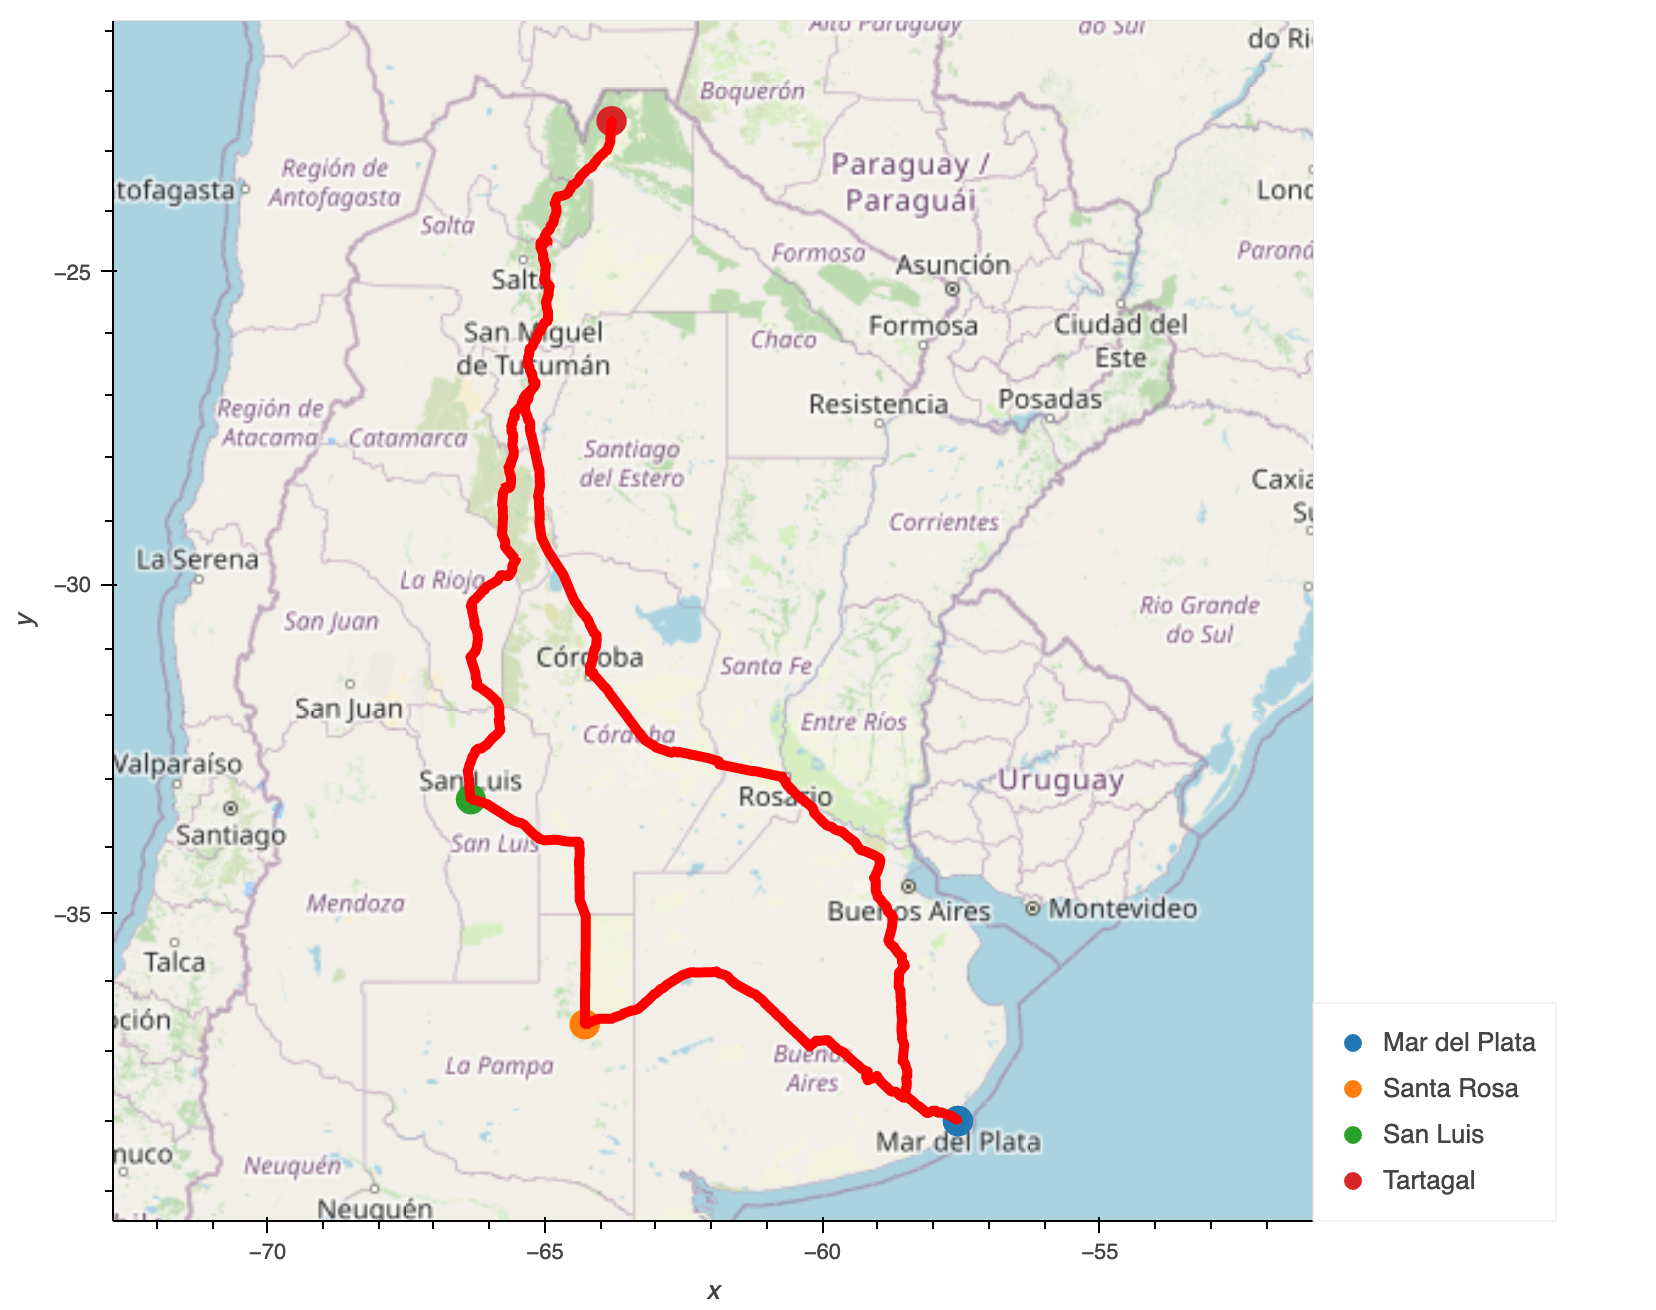 Alto Paraguay
do Sul
do Ri
Boquerón
Región de
Antofagasta
ntofagasta
Paraguay /
Paraguái
Lond
Salta
Formosa
Paraná
Asunción
−25
Salta
Formosa
Ciudad del
Este
San Miguel
de Tucumán
Chaco
Resistencia
Posadas
Región de
Atacama
Catamarca
Santiago
del Estero
Caxia
Su
Corrientes
La Serena
−30
La Rioja
Rio Grande
do Sul
San Juan
Córdoba
Santa Fe
San Juan
Córdoba
Entre Ríos
Valparaíso
San Luis
Uruguay
Rosario
Santiago
San Luis
Mendoza
−35
Buenos Aires
Montevideo
Talca
pción
La Pampa
Buenos
Aires
Mar del Plata
nuco
Neuquén
Neuquén
y
−70
−65
−60
−55
x
Mar del Plata
Santa Rosa
San Luis
Tartagal